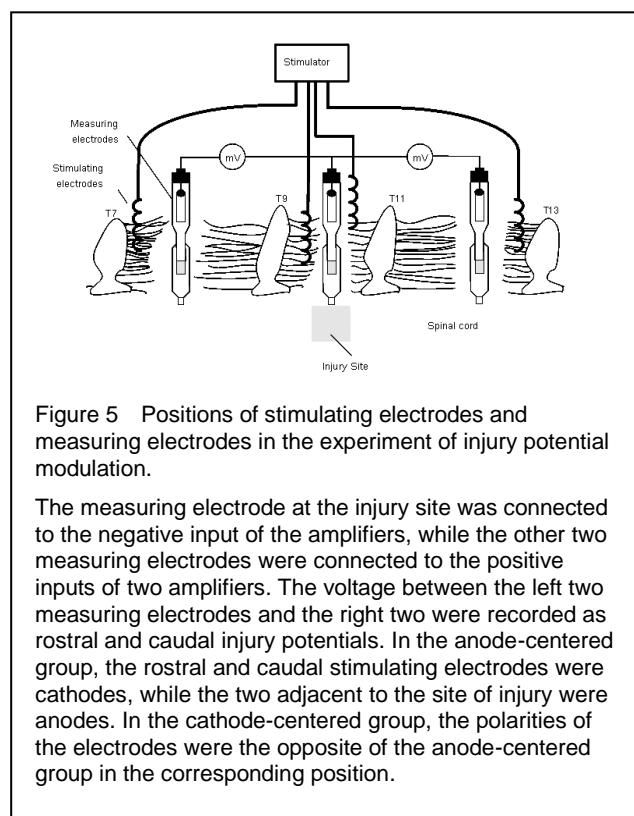 Stimulator
Measuring
electrodes
mV
mV
Stimulating
electrodes
T7
T9
T11
T13
Spinal cord
Injury Site
Figure 5 Positions of stimulating electrodes and
measuring electrodes in the experiment of injury potential
modulation.
The measuring electrode at the injury site was connected
to the negative input of the amplifiers, while the other two
measuring electrodes were connected to the positive
inputs of two amplifiers. The voltage between the left two
measuring electrodes and the right two were recorded as
rostral and caudal injury potentials. In the anode-centered
group, the rostral and caudal stimulating electrodes were
cathodes, while the two adjacent to the site of injury were
anodes. In the cathode-centered group, the polarities of
the electrodes were the opposite of the anode-centered
group in the corresponding position.